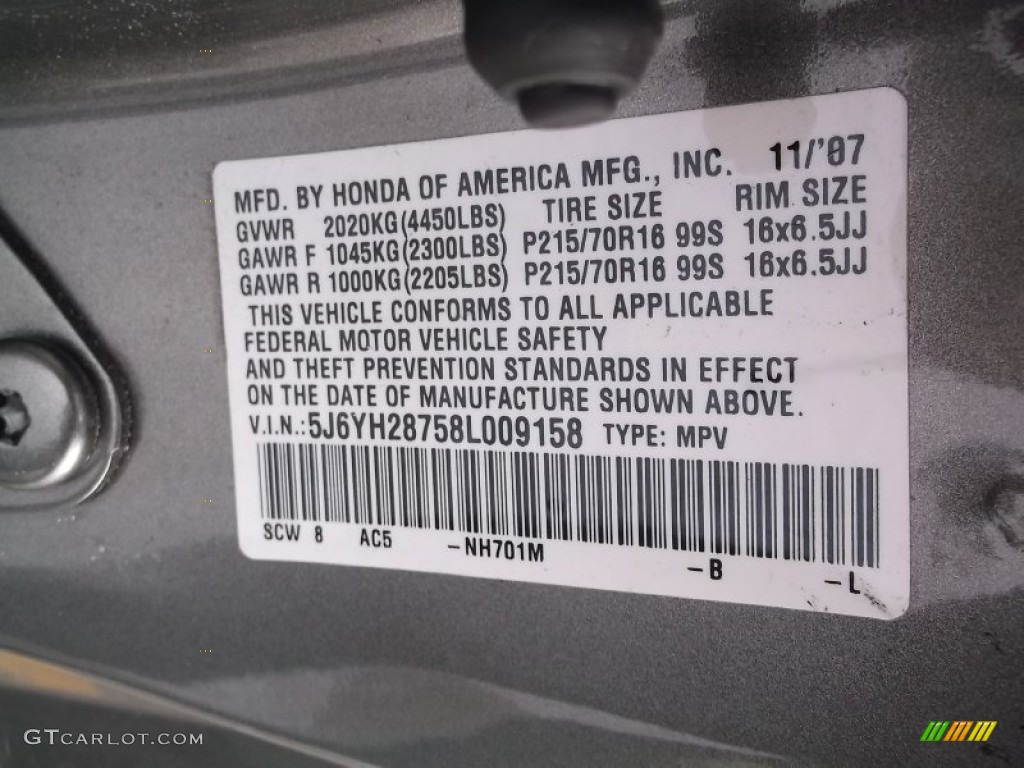 MFD. BY HONDA OF AMERICA MFG., INC. 11/'07
GVWR 2020KG(4450LBS) TIRE SIZE RIM SIZE
GAWR F 1045KG(2300LBS) P215/70R16 99S 16x6.5JJ
GAWR R 1000KG(2205LBS) P215/70R16 99S 16x6.5JJ
THIS VEHICLE CONFORMS TO ALL APPLICABLE
FEDERAL MOTOR VEHICLE SAFETY
AND THEFT PREVENTION STANDARDS IN EFFECT
ON THE DATE OF MANUFACTURE SHOWN ABOVE.
V.I.N.:5J6YH28758L009158 TYPE: MPV
SCW 8 AC5 -NH701M -B -L
GTCARLOT.COM